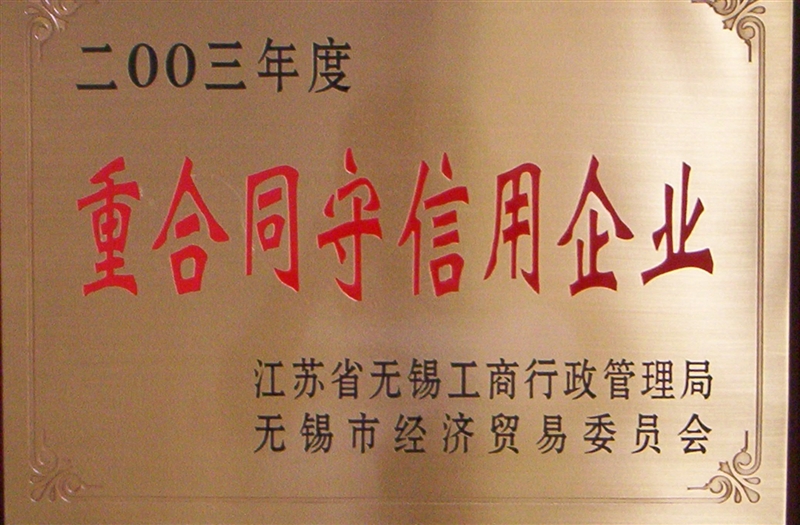 二00三年度
重合同守信用企业
江苏省无锡工商行政管理局
无锡市经济贸易委员会